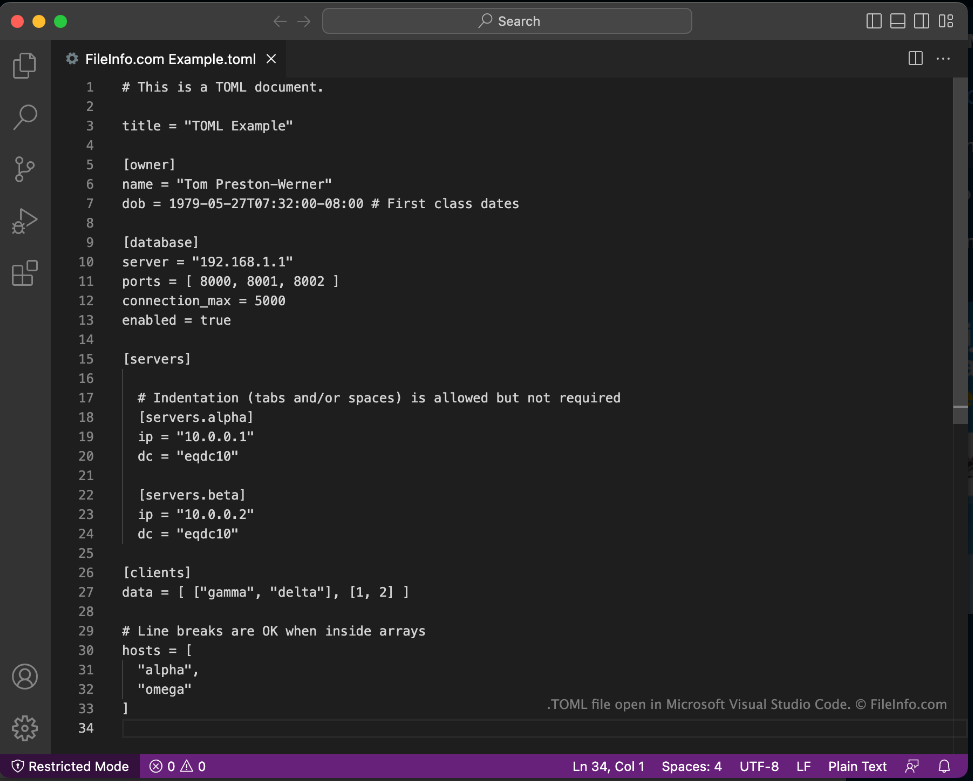 Search
FileInfo.com Example.toml
1 # This is a TOML document.
2
3 title = "TOML Example"
4
5 [owner]
6 name = "Tom Preston-Werner"
7 dob = 1979-05-27T07:32:00-08:00 # First class dates
8
9 [database]
10 server = "192.168.1.1"
11 ports = [ 8000, 8001, 8002 ]
12 connection_max = 5000
13 enabled = true
14
15 [servers]
16
17   # Indentation (tabs and/or spaces) is allowed but not required
18   [servers.alpha]
19   ip = "10.0.0.1"
20   dc = "eqdc10"
21
22   [servers.beta]
23   ip = "10.0.0.2"
24   dc = "eqdc10"
25
26 [clients]
27 data = [ ["gamma", "delta"], [1, 2] ]
28
29 # Line breaks are OK when inside arrays
30 hosts = [
31   "alpha",
32   "omega"
33 ]
.TOML file open in Microsoft Visual Studio Code. © FileInfo.com
34
Restricted Mode 0 0 Ln 34, Col 1 Spaces: 4 UTF-8 LF Plain Text